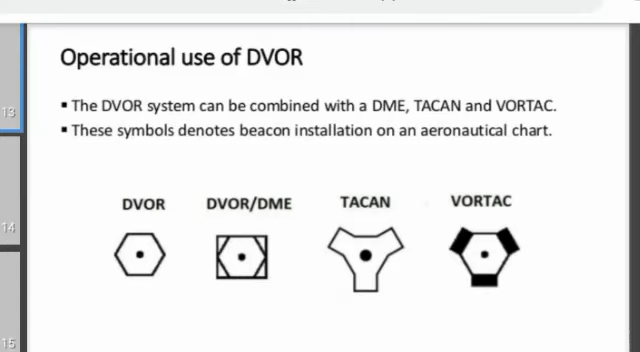 Operational use of DVOR
▪ The DVOR system can be combined with a DME, TACAN and VORTAC.
▪ These symbols denotes beacon installation on an aeronautical chart.
13
DVOR DVOR/DME TACAN VORTAC
14
15